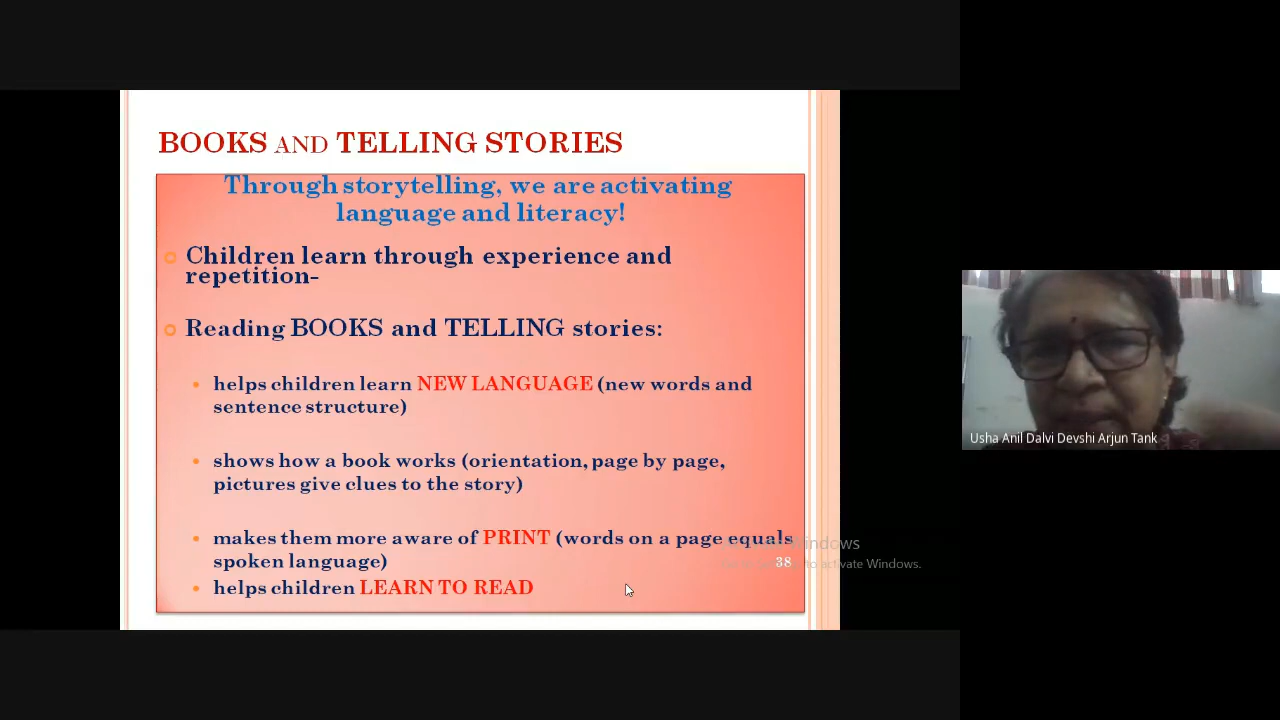 BOOKS AND TELLING STORIES
Through storytelling, we are activating
language and literacy!
Children learn through experience and
repetition-
Reading BOOKS and TELLING stories:
helps children learn NEW LANGUAGE (new words and
sentence structure)
shows how a book works (orientation, page by page,
pictures give clues to the story)
makes them more aware of PRINT (words on a page equals
spoken language)
helps children LEARN TO READ
38
to activate Windows.
Usha Anil Dalvi Devshi Arjun Tank